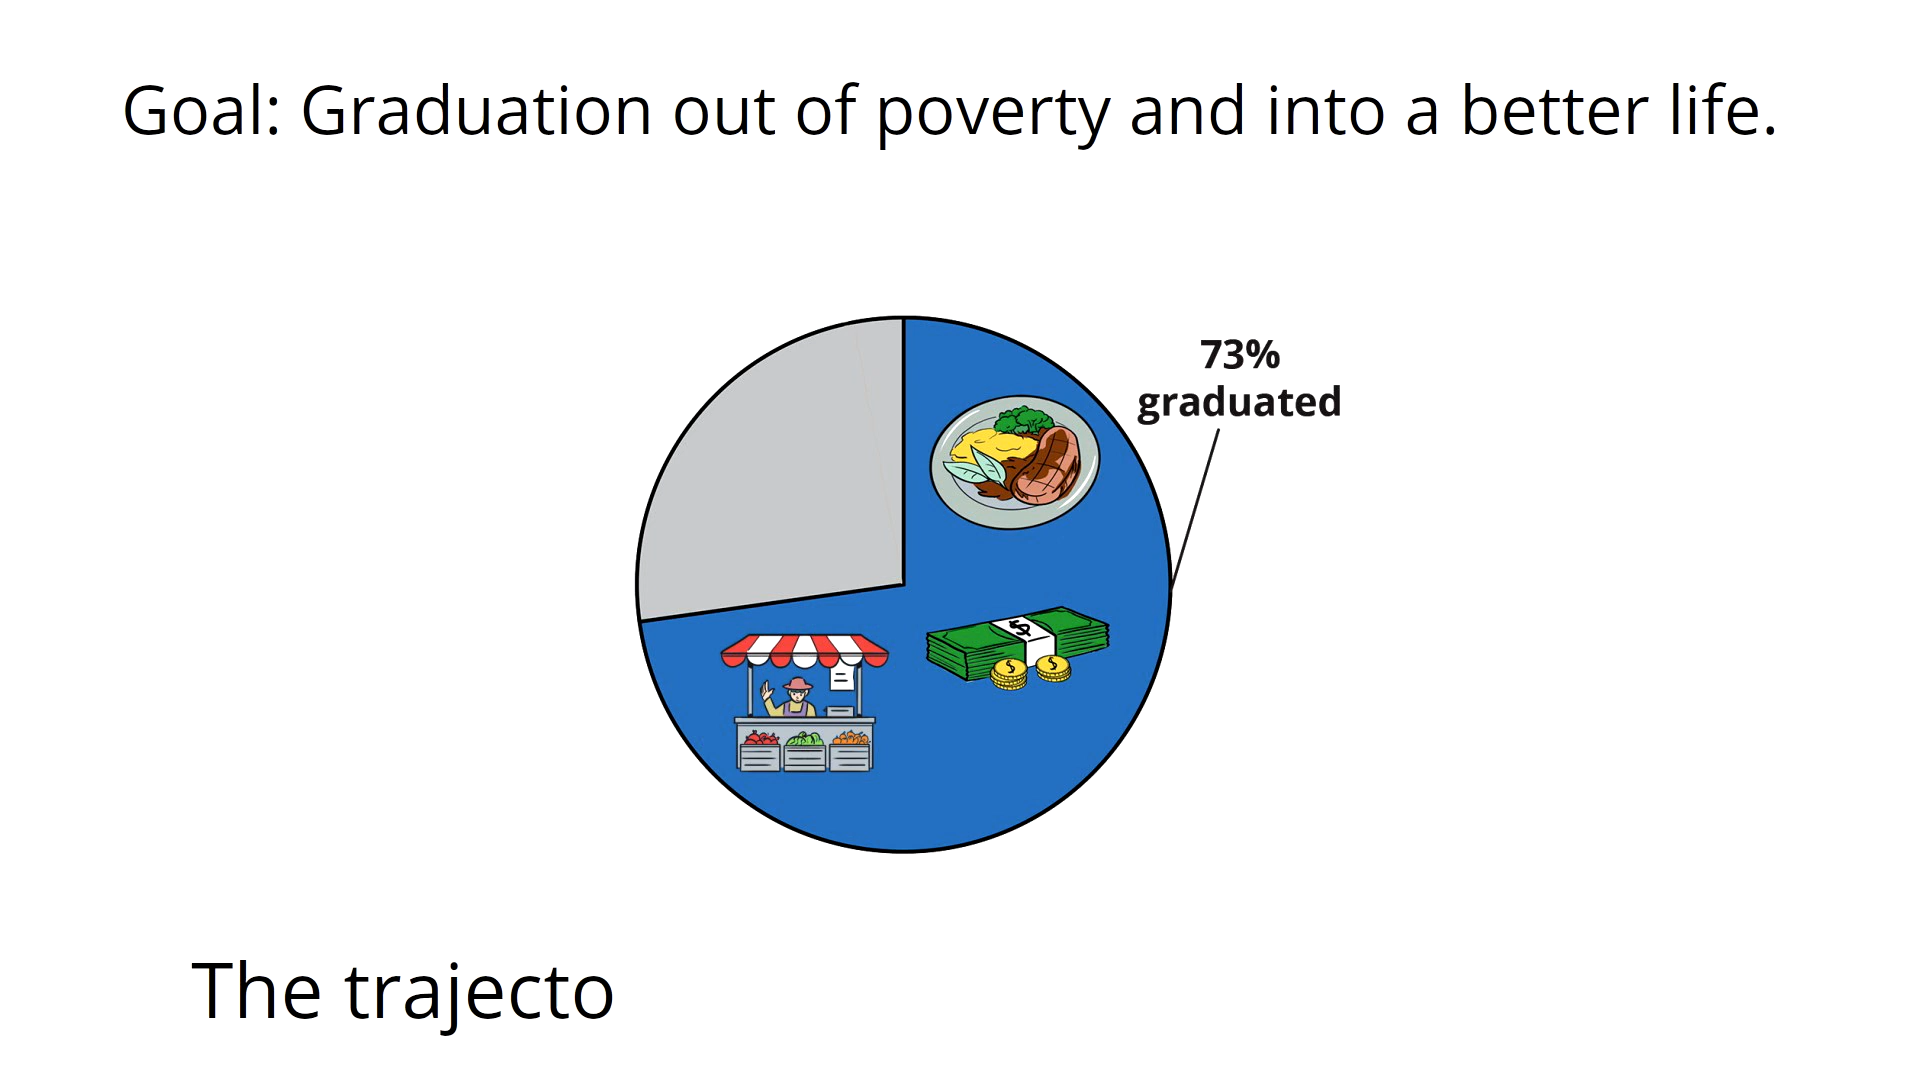 Goal: Graduation out of poverty and into a better life.
73%
graduated
The trajecto